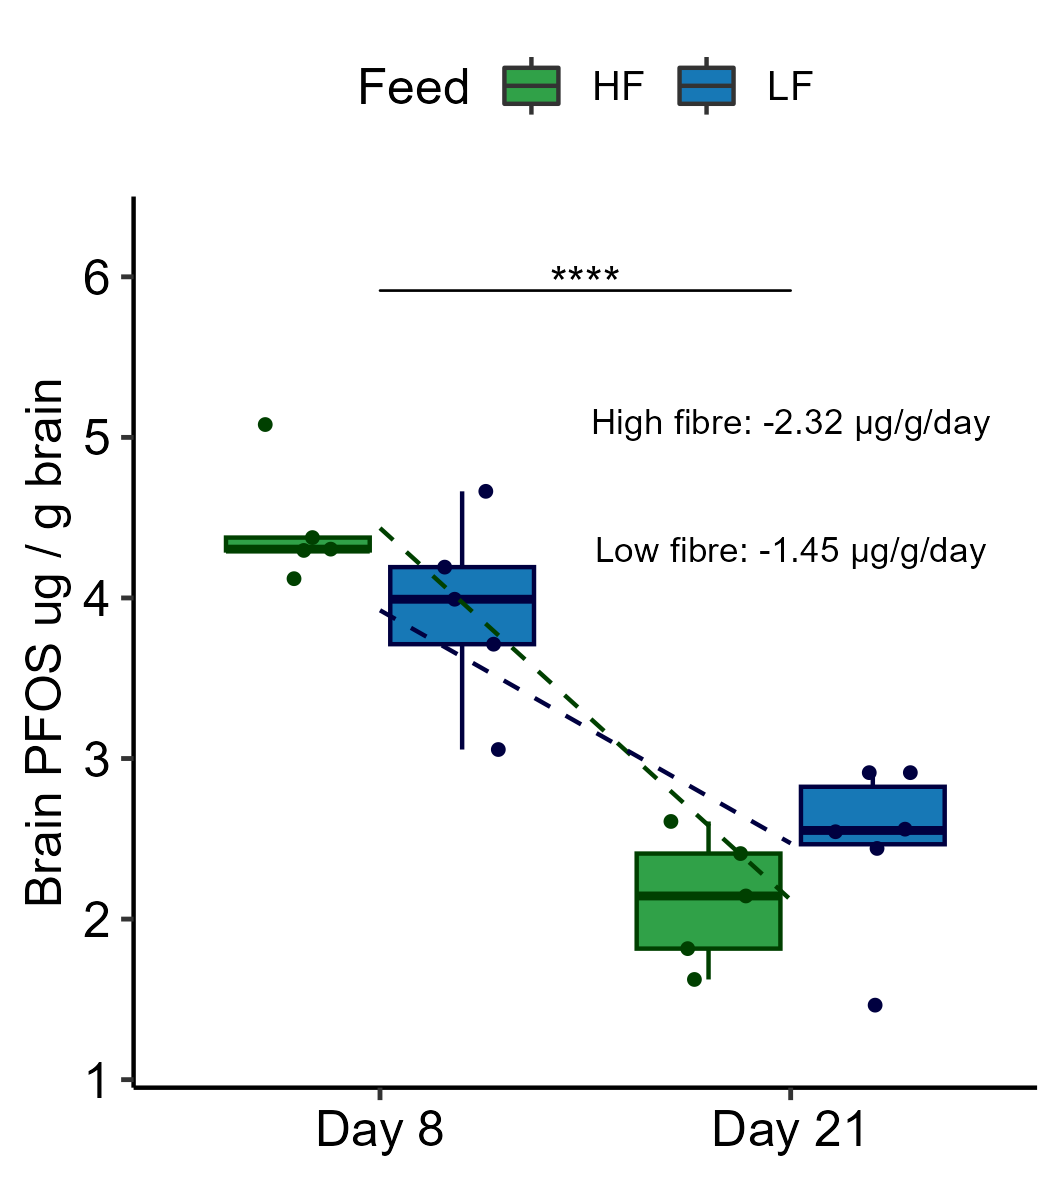 Feed HF LF
****
High fibre: -2.32 µg/g/day
Low fibre: -1.45 µg/g/day
Brain PFOS ug / g brain
6
5
4
3
2
1
Day 8 Day 21